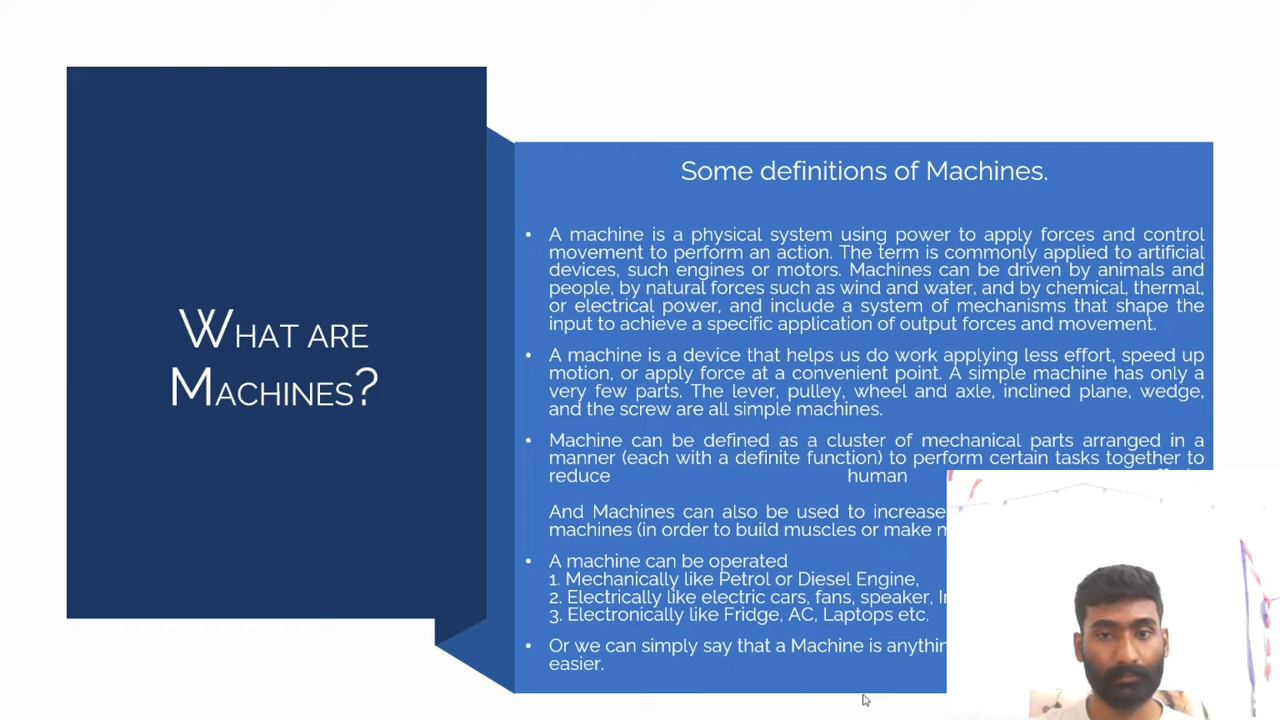 WHAT ARE
MACHINES?
Some definitions of Machines.
• A machine is a physical system using power to apply forces and control
movement to perform an action. The term is commonly applied to artificial
devices, such engines or motors. Machines can be driven by animals and
people, by natural forces such as wind and water, and by chemical, thermal,
or electrical power, and include a system of mechanisms that shape the
input to achieve a specific application of output forces and movement.
• A machine is a device that helps us do work applying less effort, speed up
motion, or apply force at a convenient point. A simple machine has only a
very few parts. The lever, pulley, wheel and axle, inclined plane, wedge,
and the screw are all simple machines.
• Machine can be defined as a cluster of mechanical parts arranged in a
manner (each with a definite function) to perform certain tasks together to
reduce human
And Machines can also be used to increase
machines (in order to build muscles or make
• A machine can be operated
1. Mechanically like Petrol or Diesel Engine,
2. Electrically like electric cars, fans, speaker,
3. Electronically like Fridge, AC, Laptops etc.
• Or we can simply say that a Machine is
easier.